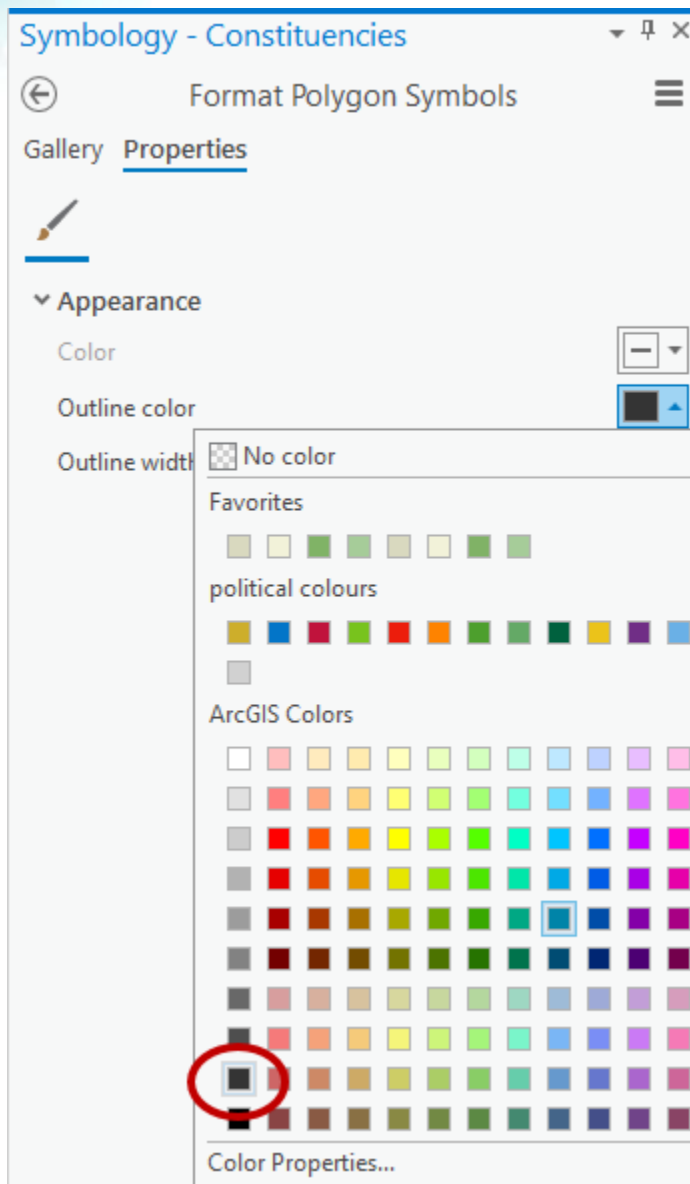 Symbology - Constituencies
Format Polygon Symbols
Gallery Properties
Appearance
Color
Outline color
Outline width
No color
Favorites
political colours
ArcGIS Colors
Color Properties...